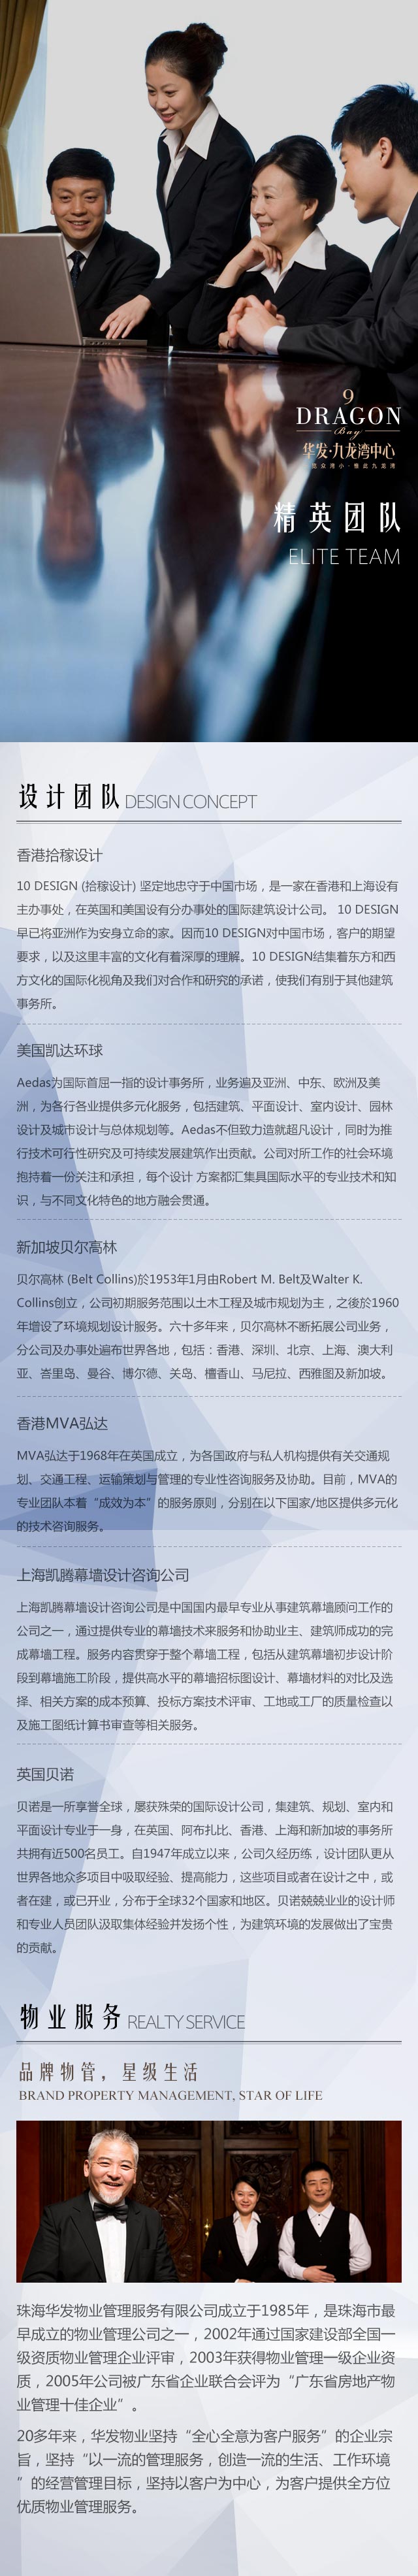 9
DRAGON
Bay
华发·九龙湾中心
精英团队
ELITE TEAM
设计团队 DESIGN CONCEPT
香港拾稼设计
10 DESIGN (拾稼设计) 坚定地忠守于中国市场，是一家在香港和上海设有
主办事处，在英国和美国设有分办事处的国际建筑设计公司。 10 DESIGN
早已将亚洲作为安身立命的家。因而10 DESIGN对中国市场，客户的期望
要求，以及这里丰富的文化有着深厚的理解。10 DESIGN结集着东方和西
方文化的国际化视角及我们对合作和研究的承诺，使我们有别于其他建筑
事务所。
美国凯达环球
Aedas为国际首屈一指的设计事务所，业务遍及亚洲、中东、欧洲及美
洲，为各行各业提供多元化服务，包括建筑、平面设计、室内设计、园林
设计及城市设计与总体规划等。Aedas不但致力造就超凡设计，同时为推
行技术可行性研究及可持续发展建筑作出贡献。公司对所工作的社会环境
抱持着一份关注和承担，每个设计 方案都汇集具国际水平的专业技术和知
识，与不同文化特色的地方融会贯通。
新加坡贝尔高林
贝尔高林 (Belt Collins)於1953年1月由Robert M. Belt及Walter K.
Collins创立，公司初期服务范围以土木工程及城市规划为主，之後於1960
年增设了环境规划设计服务。六十多年来，贝尔高林不断拓展公司业务，
分公司及办事处遍布世界各地，包括：香港、深圳、北京、上海、澳大利
亚、峇里岛、曼谷、博尔德、关岛、檀香山、马尼拉、西雅图及新加坡。
香港MVA弘达
MVA弘达于1968年在英国成立，为各国政府与私人机构提供有关交通规
划、交通工程、运输策划与管理的专业性咨询服务及协助。目前，MVA的
专业团队本着“成效为本”的服务原则，分别在以下国家/地区提供多元化
的技术咨询服务。
上海凯腾幕墙设计咨询公司
上海凯腾幕墙设计咨询公司是中国国内最早专业从事建筑幕墙顾问工作的
公司之一，通过提供专业的幕墙技术来服务和协助业主、建筑师成功的完
成幕墙工程。服务内容贯穿于整个幕墙工程，包括从建筑幕墙初步设计阶
段到幕墙施工阶段，提供高水平的幕墙招标图设计、幕墙材料的对比及选
择、相关方案的成本预算、投标方案技术评审、工地或工厂的质量检查以
及施工图纸计算书审查等相关服务。
英国贝诺
贝诺是一所享誉全球，屡获殊荣的国际设计公司，集建筑、规划、室内和
平面设计专业于一身，在英国、阿布扎比、香港、上海和新加坡的事务所
共拥有近500名员工。自1947年成立以来，公司久经历练，设计团队更从
世界各地众多项目中吸取经验、提高能力，这些项目或者在设计之中，或
者在建，或已开业，分布于全球32个国家和地区。贝诺兢兢业业的设计师
和专业人员团队汲取集体经验并发扬个性，为建筑环境的发展做出了宝贵
的贡献。
物业服务 REALTY SERVICE
品牌物管，星级生活
BRAND PROPERTY MANAGEMENT, STAR OF LIFE
珠海华发物业管理服务有限公司成立于1985年，是珠海市最
早成立的物业管理公司之一，2002年通过国家建设部全国一
级资质物业管理企业评审，2003年获得物业管理一级企业资
质，2005年公司被广东省企业联合会评为“广东省房地产物
业管理十佳企业”。
20多年来，华发物业坚持“全心全意为客户服务”的企业宗
旨，坚持“以一流的管理服务，创造一流的生活、工作环境
”的经营管理目标，坚持以客户为中心，为客户提供全方位
优质物业管理服务。